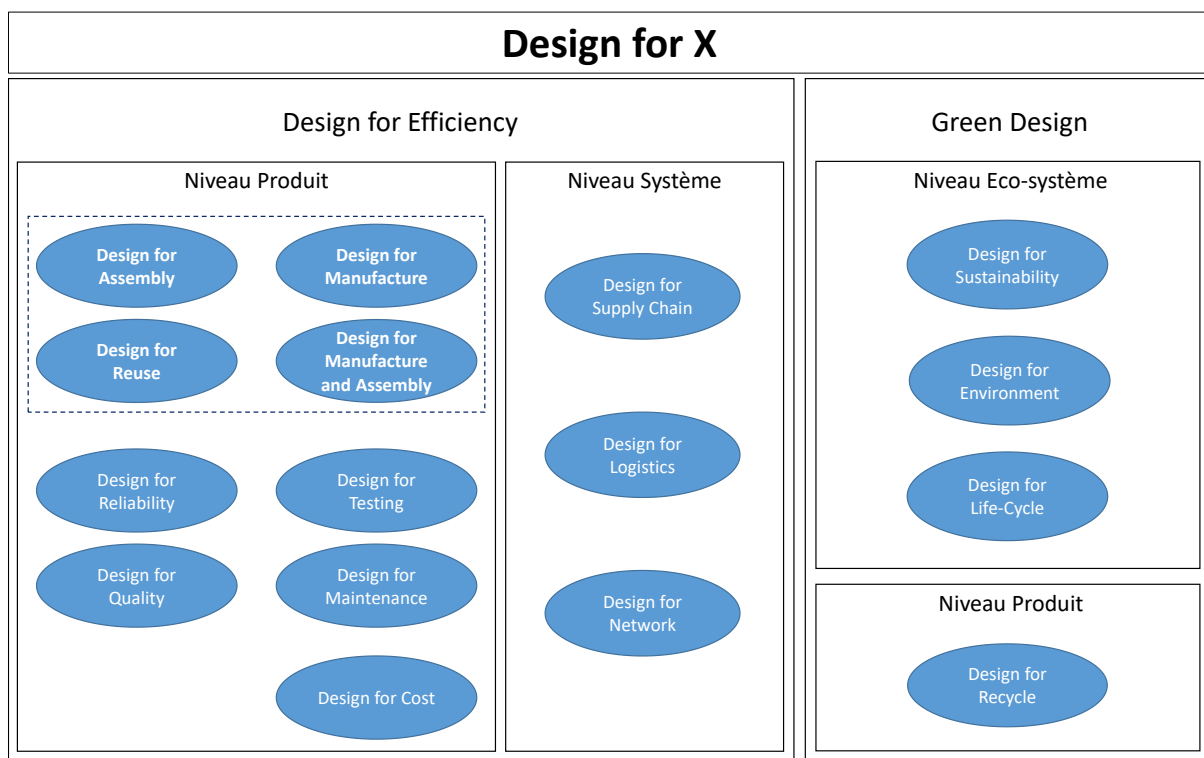 Design for X
Design for Efficiency
Niveau Produit
Design for
Assembly
Design for
Manufacture
Design for
Reuse
Design for
Manufacture
and Assembly
Design for
Reliability
Design for
Testing
Design for
Quality
Design for
Maintenance
Design for Cost
Niveau Système
Design for
Supply Chain
Design for
Logistics
Design for
Network
Green Design
Niveau Eco-système
Design for
Sustainability
Design for
Environment
Design for
Life-Cycle
Niveau Produit
Design for
Recycle